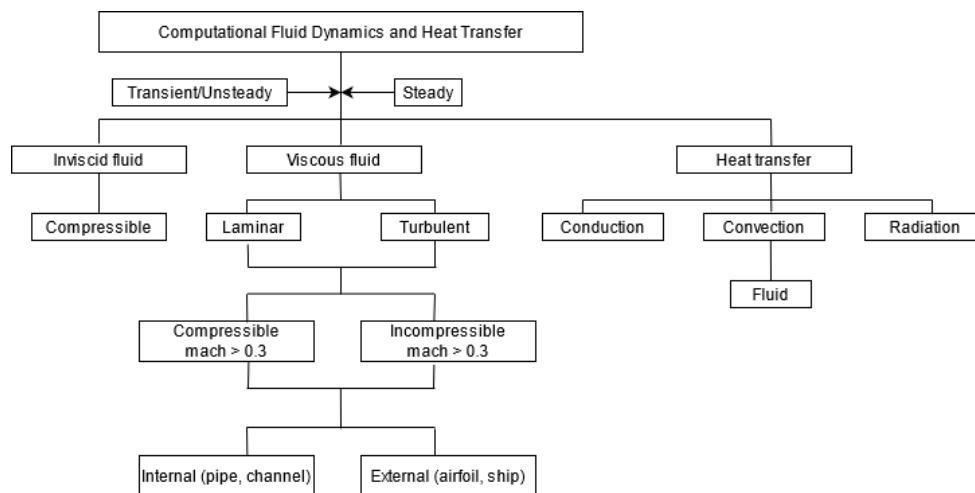 Computational Fluid Dynamics and Heat Transfer
Transient/Unsteady
Steady
Inviscid fluid
Viscous fluid
Heat transfer
Compressible
Laminar
Turbulent
Conduction
Convection
Radiation
Fluid
Compressible
mach > 0.3
Incompressible
mach > 0.3
Internal (pipe, channel)
External (airfoil, ship)